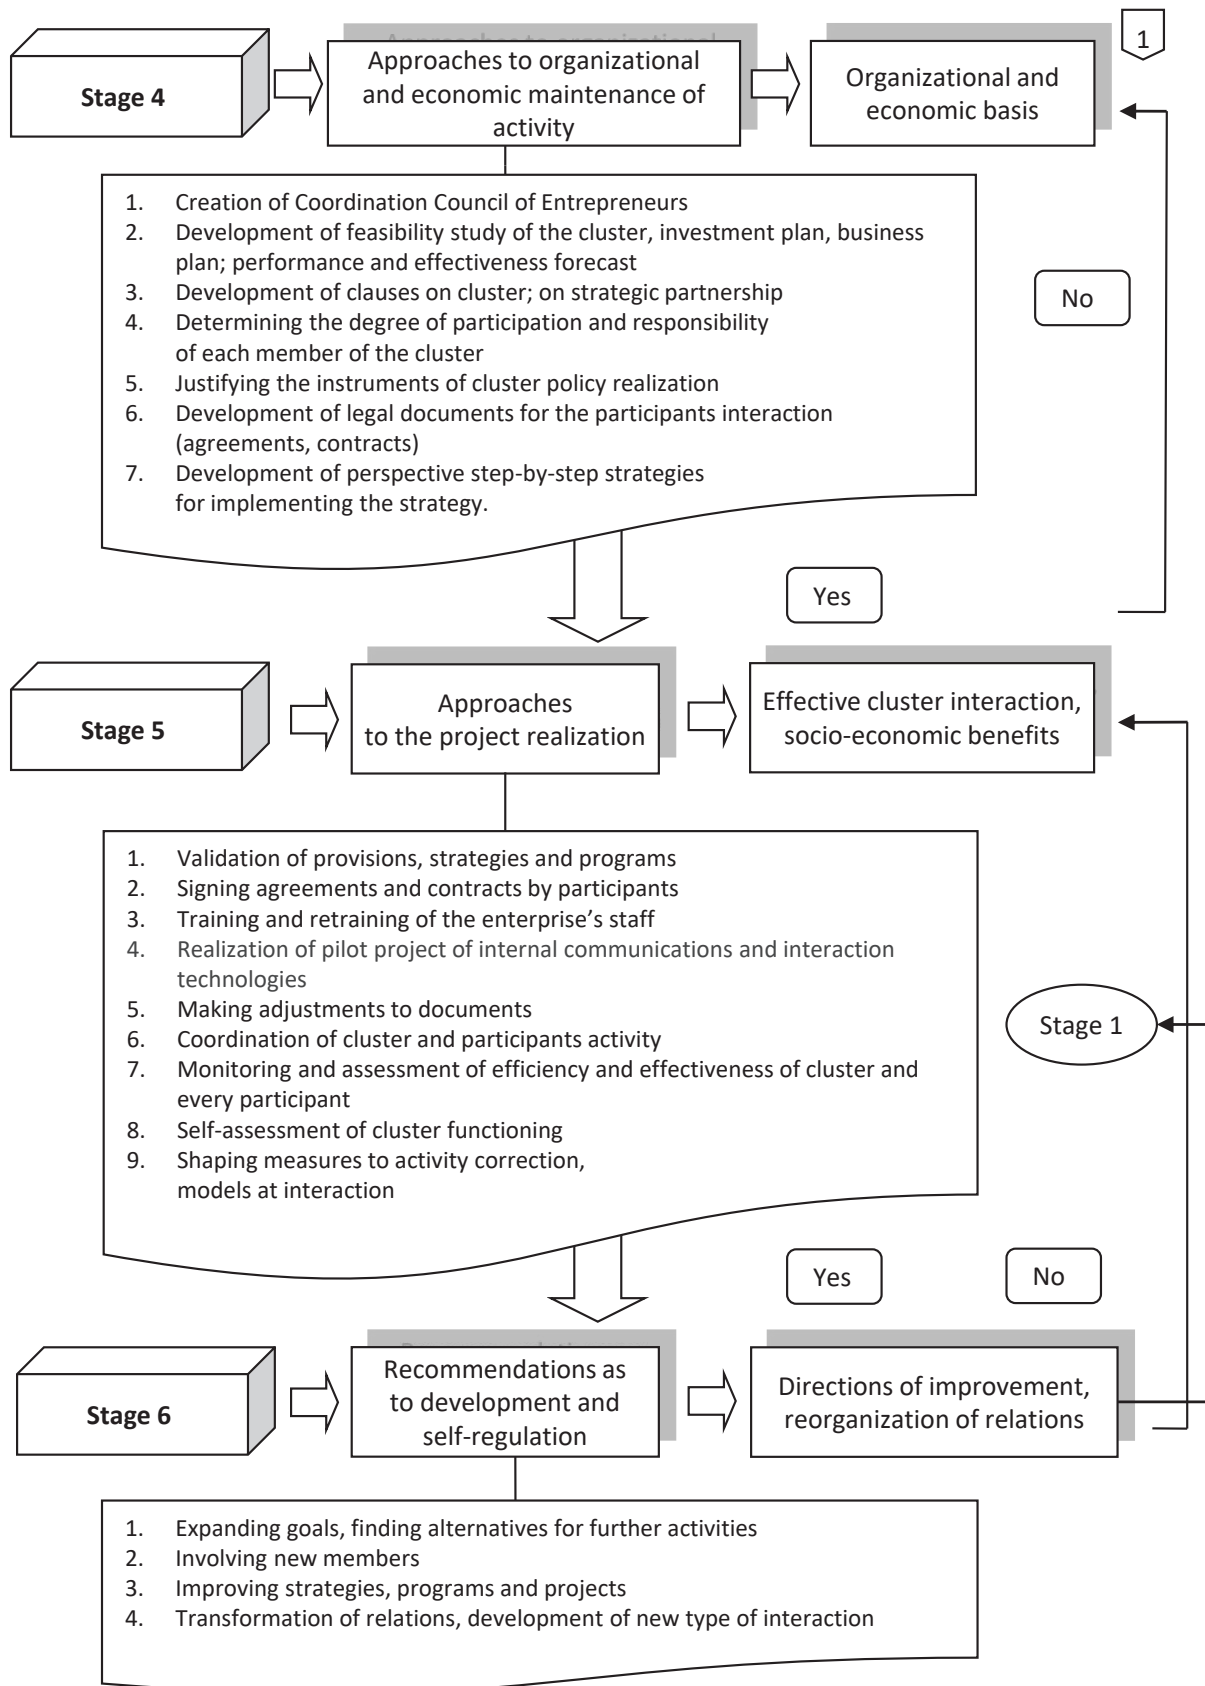 1
Stage 4
Approaches to organizational
and economic maintenance of
activity
Organizational and
economic basis
1. Creation of Coordination Council of Entrepreneurs
2. Development of feasibility study of the cluster, investment plan, business
plan; performance and effectiveness forecast
3. Development of clauses on cluster; on strategic partnership
4. Determining the degree of participation and responsibility
of each member of the cluster
5. Justifying the instruments of cluster policy realization
6. Development of legal documents for the participants interaction
(agreements, contracts)
7. Development of perspective step-by-step strategies
for implementing the strategy.
No
Yes
Stage 5
Approaches
to the project realization
Effective cluster interaction,
socio-economic benefits
1. Validation of provisions, strategies and programs
2. Signing agreements and contracts by participants
3. Training and retraining of the enterprise’s staff
4. Realization of pilot project of internal communications and interaction
technologies
5. Making adjustments to documents
6. Coordination of cluster and participants activity
7. Monitoring and assessment of efficiency and effectiveness of cluster and
every participant
8. Self-assessment of cluster functioning
9. Shaping measures to activity correction,
models at interaction
Stage 1
Yes
No
Stage 6
Recommendations as
to development and
self-regulation
Directions of improvement,
reorganization of relations
1. Expanding goals, finding alternatives for further activities
2. Involving new members
3. Improving strategies, programs and projects
4. Transformation of relations, development of new type of interaction